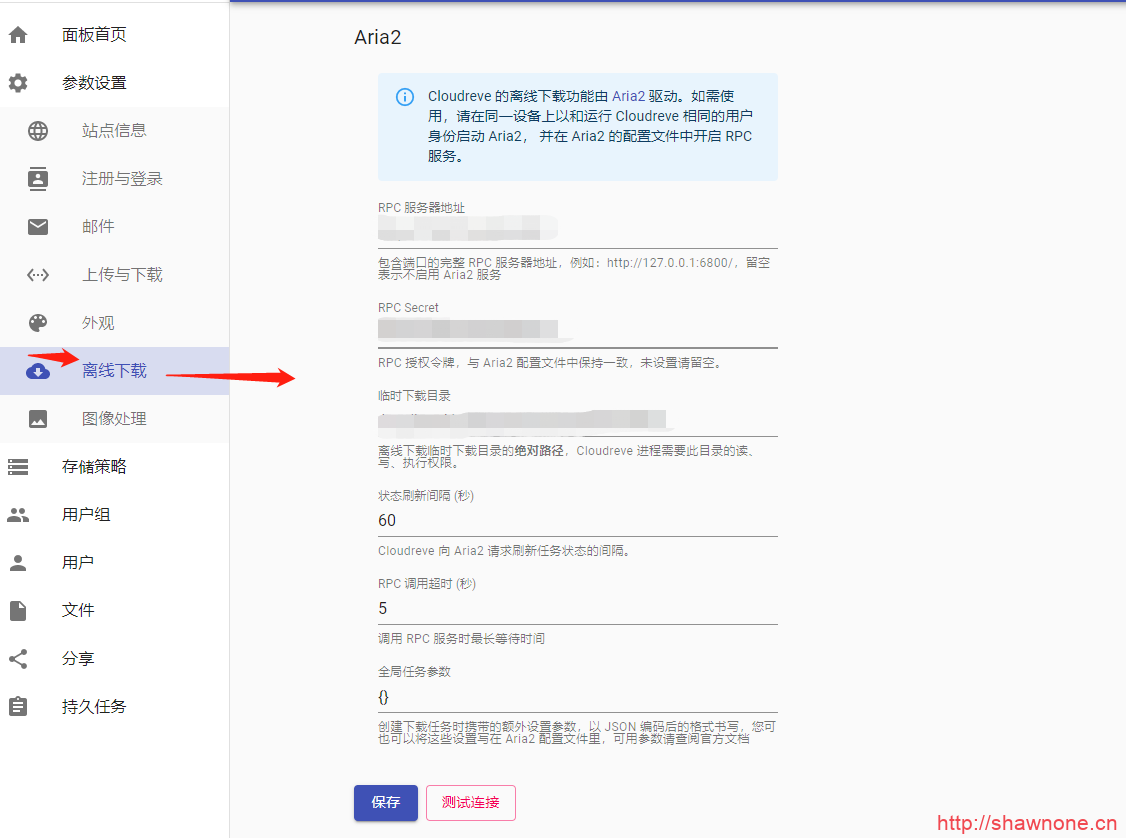 面板首页
参数设置
站点信息
注册与登录
邮件
上传与下载
外观
离线下载
图像处理
存储策略
用户组
用户
文件
分享
持久任务
Aria2
Cloudreve 的离线下载功能由 Aria2 驱动。如需使
用，请在同一设备上以和运行 Cloudreve 相同的用户
身份启动 Aria2， 并在 Aria2 的配置文件中开启 RPC
服务。
RPC 服务器地址
包含端口的完整 RPC 服务器地址，例如：http://127.0.0.1:6800/，留空
表示不启用 Aria2 服务
RPC Secret
RPC 授权令牌，与 Aria2 配置文件中保持一致，未设置请留空。
临时下载目录
离线下载临时下载目录的绝对路径，Cloudreve 进程需要此目录的读、
写、执行权限。
状态刷新间隔 (秒)
60
Cloudreve 向 Aria2 请求刷新任务状态的间隔。
RPC 调用超时 (秒)
5
调用 RPC 服务时最长等待时间
全局任务参数
{}
创建下载任务时携带的额外设置参数，以 JSON 编码后的格式书写，您可
也可以将这些设置写在 Aria2 配置文件里，可用参数请查阅官方文档
保存
测试连接
http://shawnone.cn